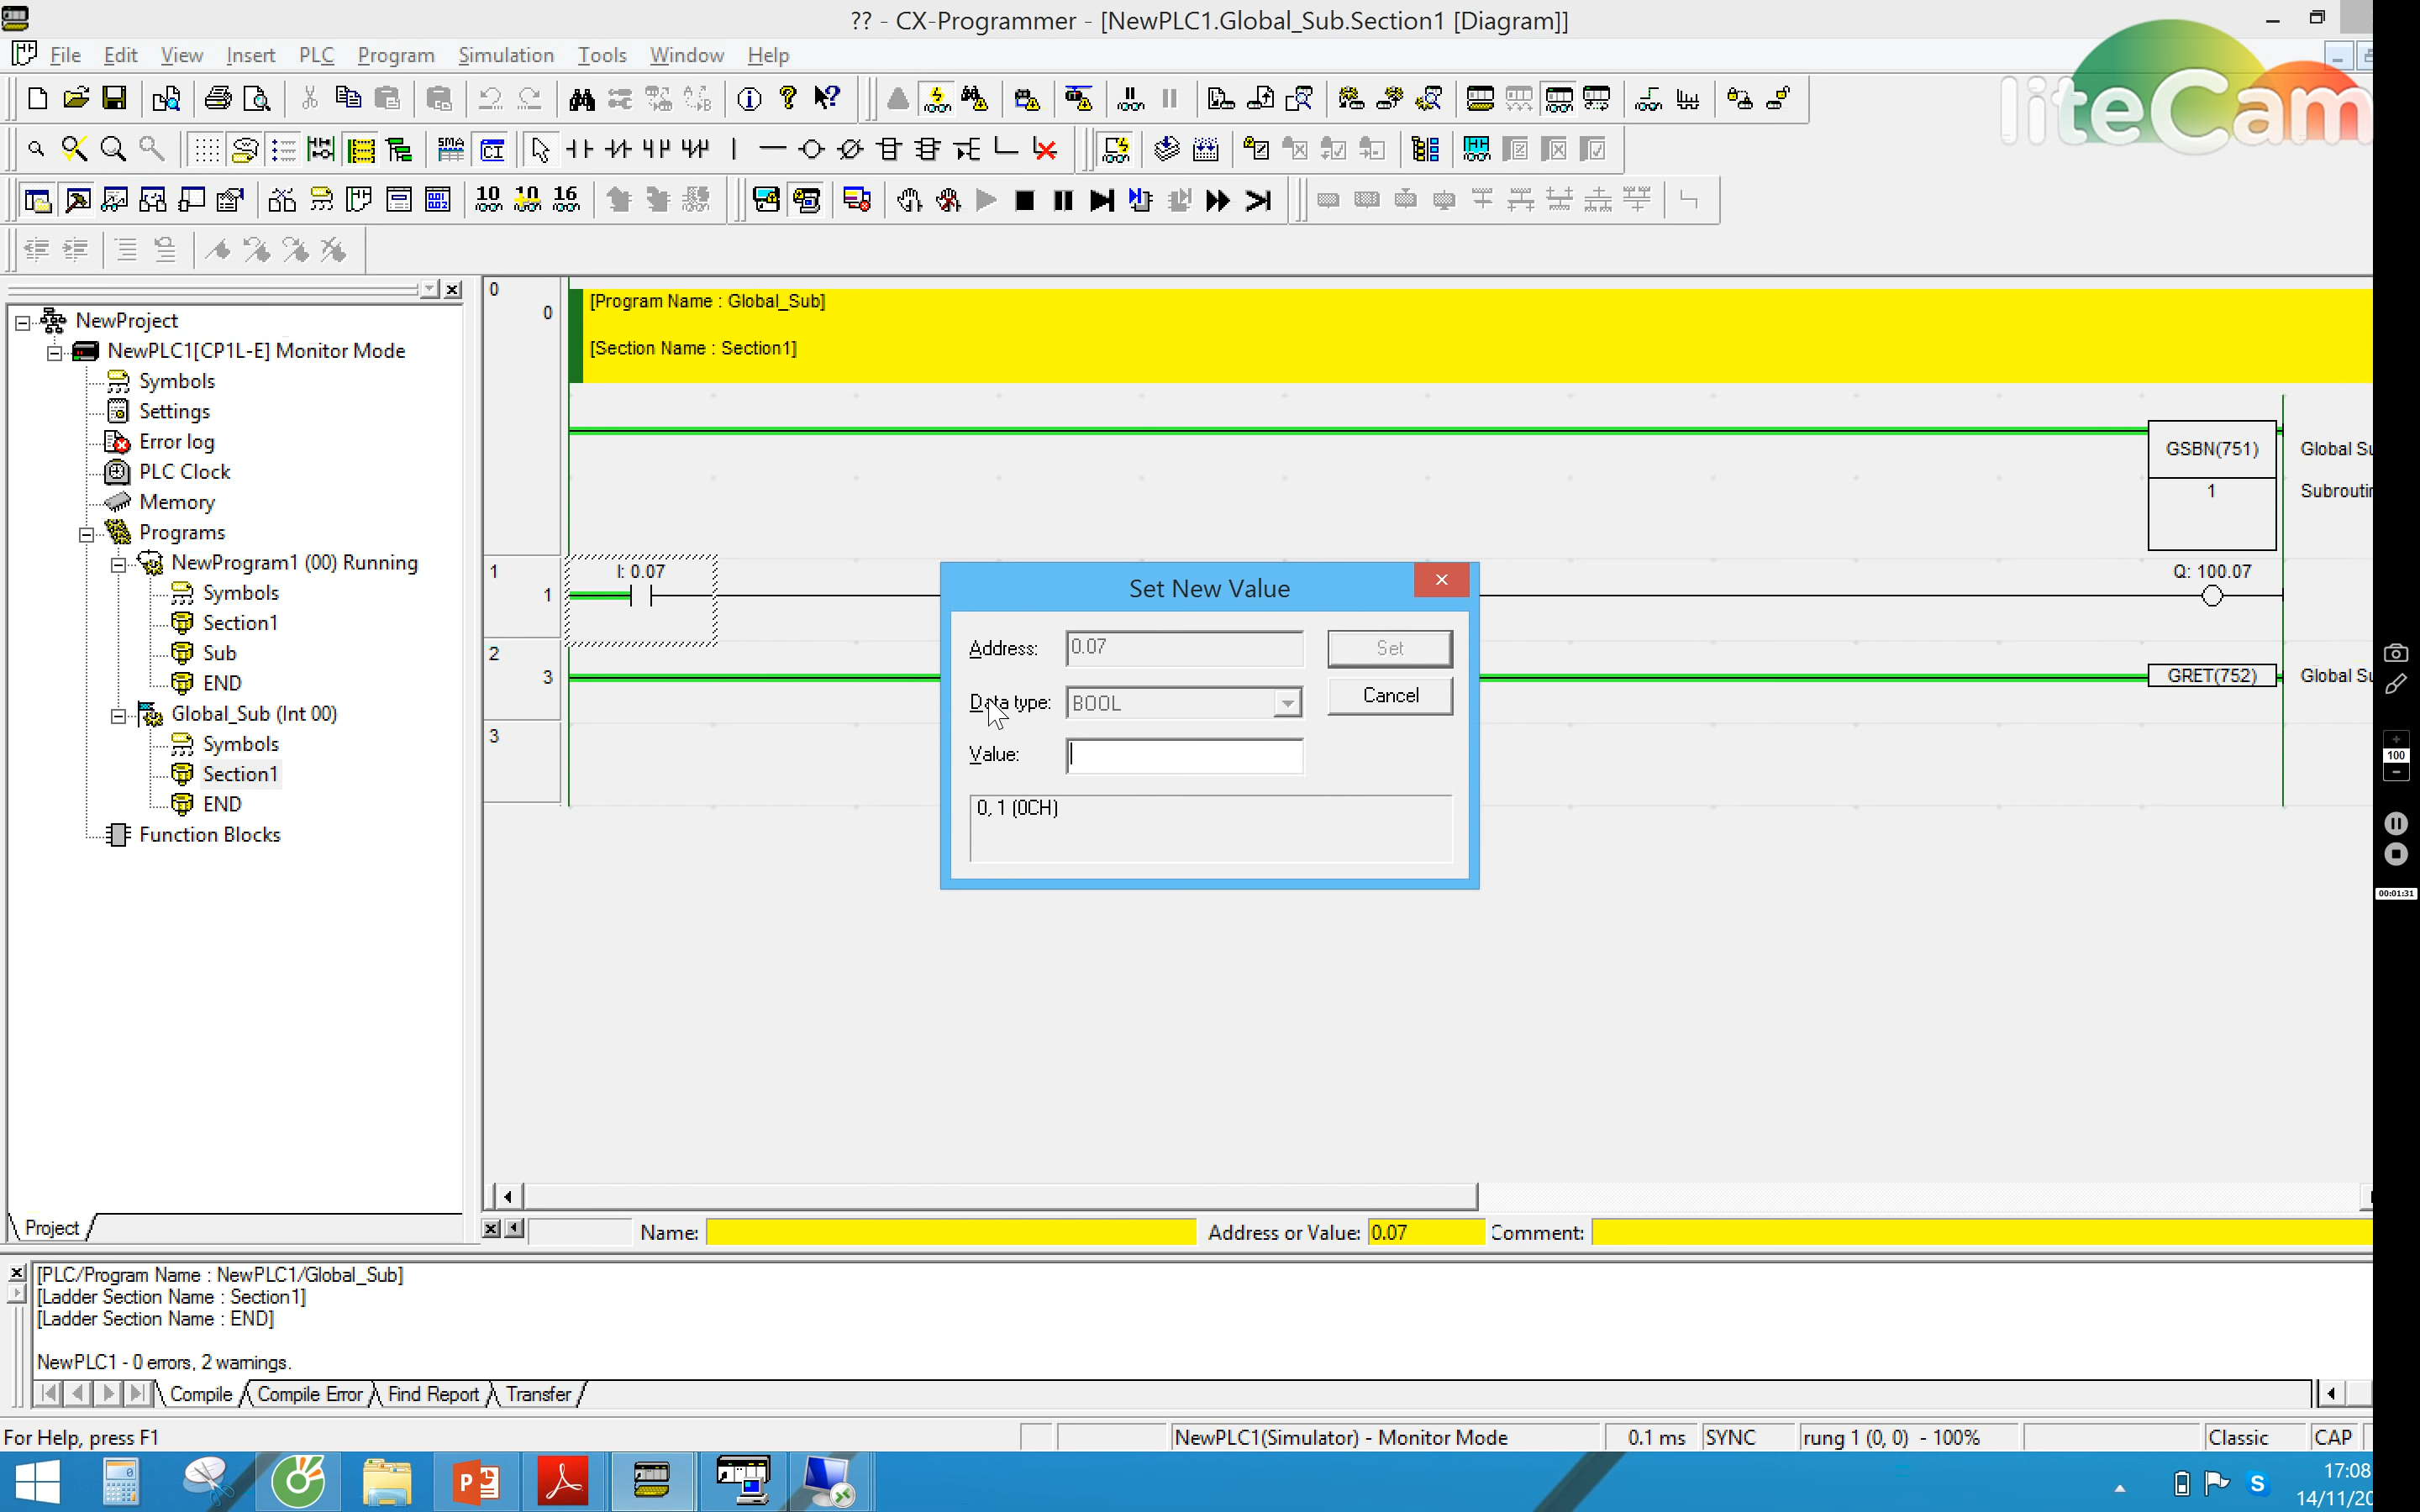 ?? - CX-Programmer - [NewPLC1.Global_Sub.Section1 [Diagram]]
File Edit View Insert PLC Program Simulation Tools Window Help
liteCam
SMA
10 10 16
NewProject
NewPLC1[CP1L-E] Monitor Mode
Symbols
Settings
Error log
PLC Clock
Memory
Programs
NewProgram1 (00) Running
Symbols
Section1
Sub
END
Global_Sub (Int 00)
Symbols
Section1
END
Function Blocks
Project
0
0
[Program Name : Global_Sub]
[Section Name : Section1]
GSBN(751)
Global Su
1
Subroutin
1
1
I: 0.07
Q: 100.07
2
3
GRET(752)
Global Su
3
Set New Value
Address: 0.07 Set
Data type: BOOL Cancel
Value:
0, 1 (0CH)
100
00:01:31
Name: Address or Value: 0.07 Comment:
[PLC/Program Name : NewPLC1/Global_Sub]
[Ladder Section Name : Section1]
[Ladder Section Name : END]
NewPLC1 - 0 errors, 2 warnings.
Compile Compile Error Find Report Transfer
For Help, press F1
NewPLC1(Simulator) - Monitor Mode 0.1 ms SYNC rung 1 (0, 0) - 100% Classic CAP
17:08
14/11/20